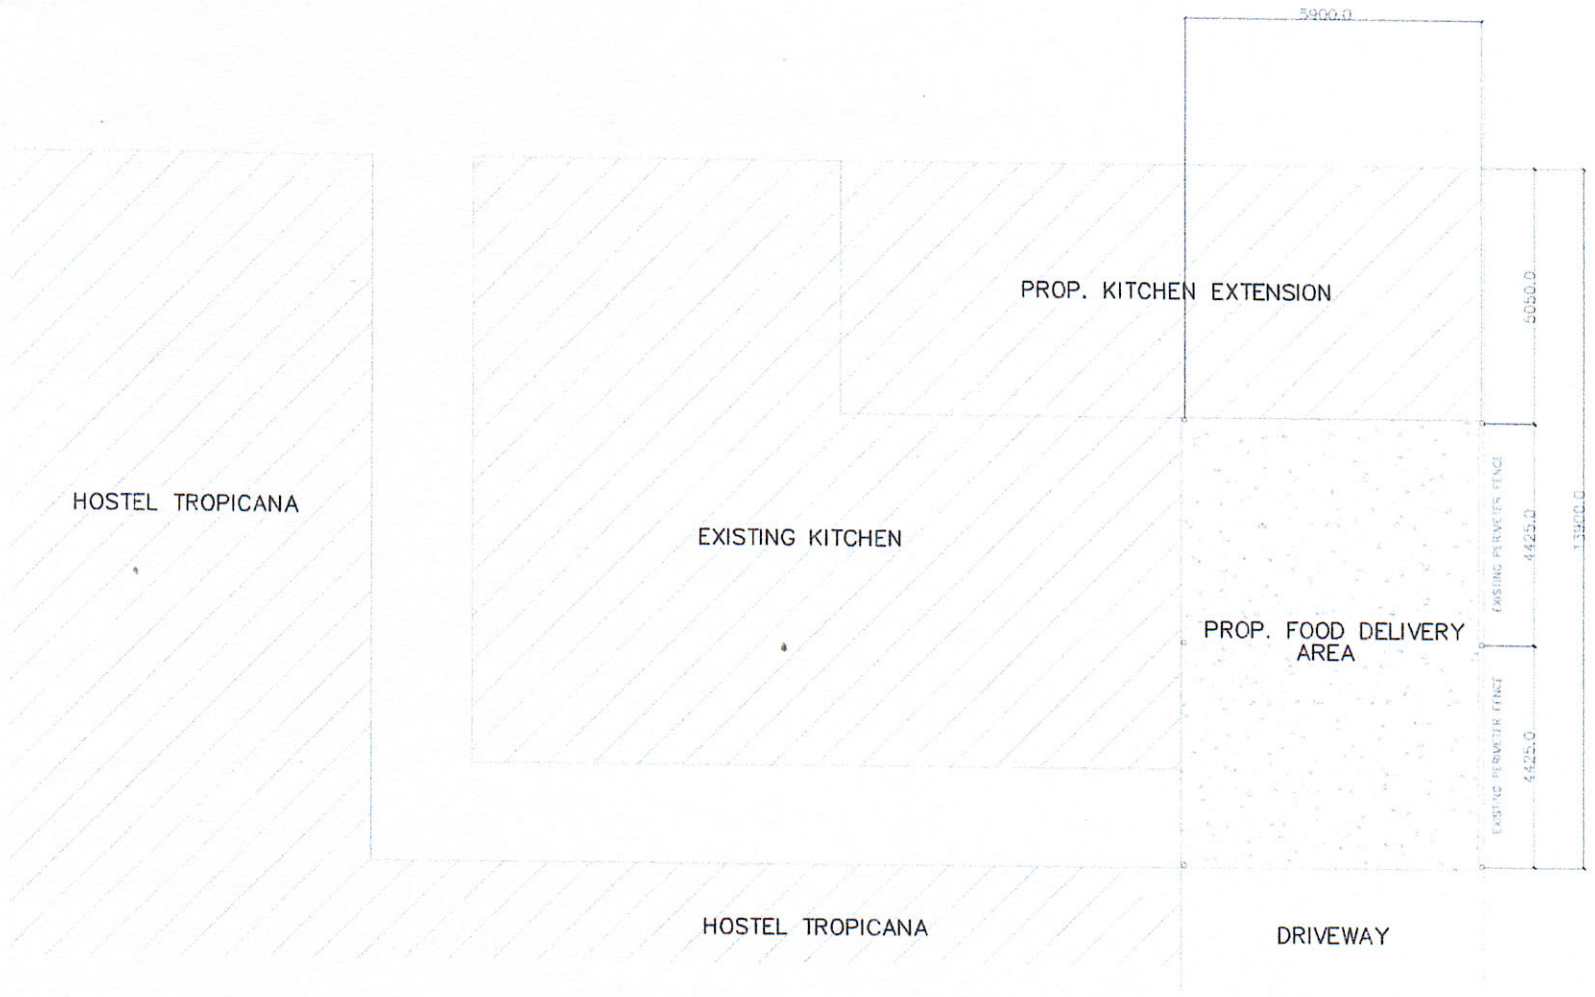 5900.0
PROP. KITCHEN EXTENSION
5050.0
HOSTEL TROPICANA
EXISTING KITCHEN
EXISTING PERIMETER FENCE
4425.0
13900.0
PROP. FOOD DELIVERY
AREA
EXISTING PERIMETER FENCE
4425.0
HOSTEL TROPICANA
DRIVEWAY